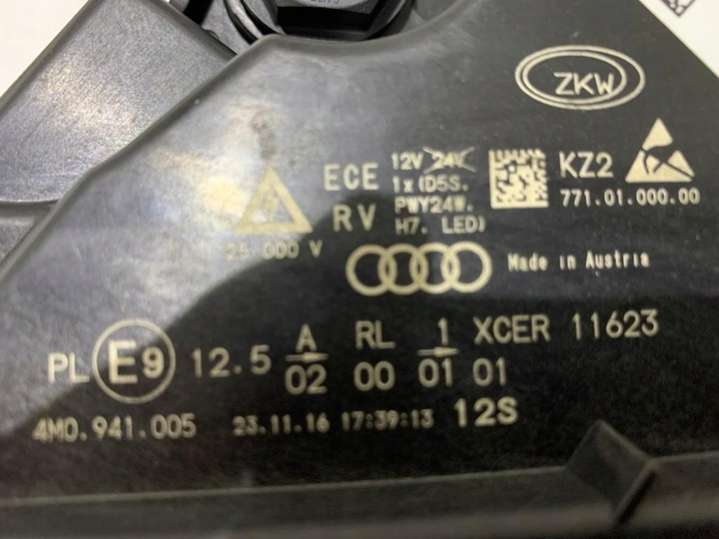 ZKW
ECE 12V 24V KZ2
1x(D5S.
RV PWY24W. 771.01.000.00
H7. LED)
25 000 V
Made in Austria
A RL 1 XCER 11623
PL E9 12.5
02 00 01 01
4M0.941.005 23.11.16 17:39:13 12S